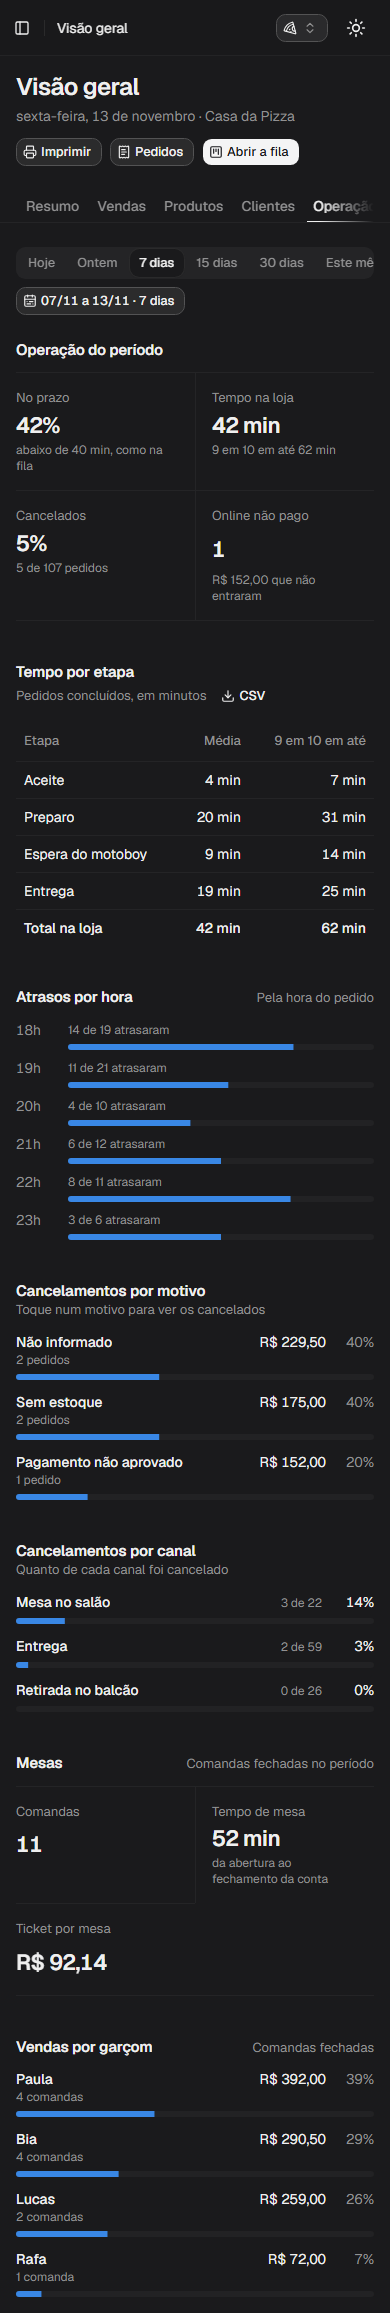 Visão geral
Visão geral
sexta-feira, 13 de novembro · Casa da Pizza
Imprimir
Pedidos
Abrir a fila
Resumo
Vendas
Produtos
Clientes
Operaçã
Hoje
Ontem
7 dias
15 dias
30 dias
Este mê
07/11 a 13/11 · 7 dias
Operação do período
No prazo
42%
abaixo de 40 min, como na
fila
Tempo na loja
42 min
9 em 10 em até 62 min
Cancelados
5%
5 de 107 pedidos
Online não pago
1
R$ 152,00 que não
entraram
Tempo por etapa
Pedidos concluídos, em minutos
CSV
Etapa Média 9 em 10 em até
Aceite 4 min 7 min
Preparo 20 min 31 min
Espera do motoboy 9 min 14 min
Entrega 19 min 25 min
Total na loja 42 min 62 min
Atrasos por hora Pela hora do pedido
18h 14 de 19 atrasaram
19h 11 de 21 atrasaram
20h 4 de 10 atrasaram
21h 6 de 12 atrasaram
22h 8 de 11 atrasaram
23h 3 de 6 atrasaram
Cancelamentos por motivo
Toque num motivo para ver os cancelados
Não informado R$ 229,50 40%
2 pedidos
Sem estoque R$ 175,00 40%
2 pedidos
Pagamento não aprovado R$ 152,00 20%
1 pedido
Cancelamentos por canal
Quanto de cada canal foi cancelado
Mesa no salão 3 de 22 14%
Entrega 2 de 59 3%
Retirada no balcão 0 de 26 0%
Mesas Comandas fechadas no período
Comandas
11
Tempo de mesa
52 min
da abertura ao
fechamento da conta
Ticket por mesa
R$ 92,14
Vendas por garçom Comandas fechadas
Paula R$ 392,00 39%
4 comandas
Bia R$ 290,50 29%
4 comandas
Lucas R$ 259,00 26%
2 comandas
Rafa R$ 72,00 7%
1 comanda